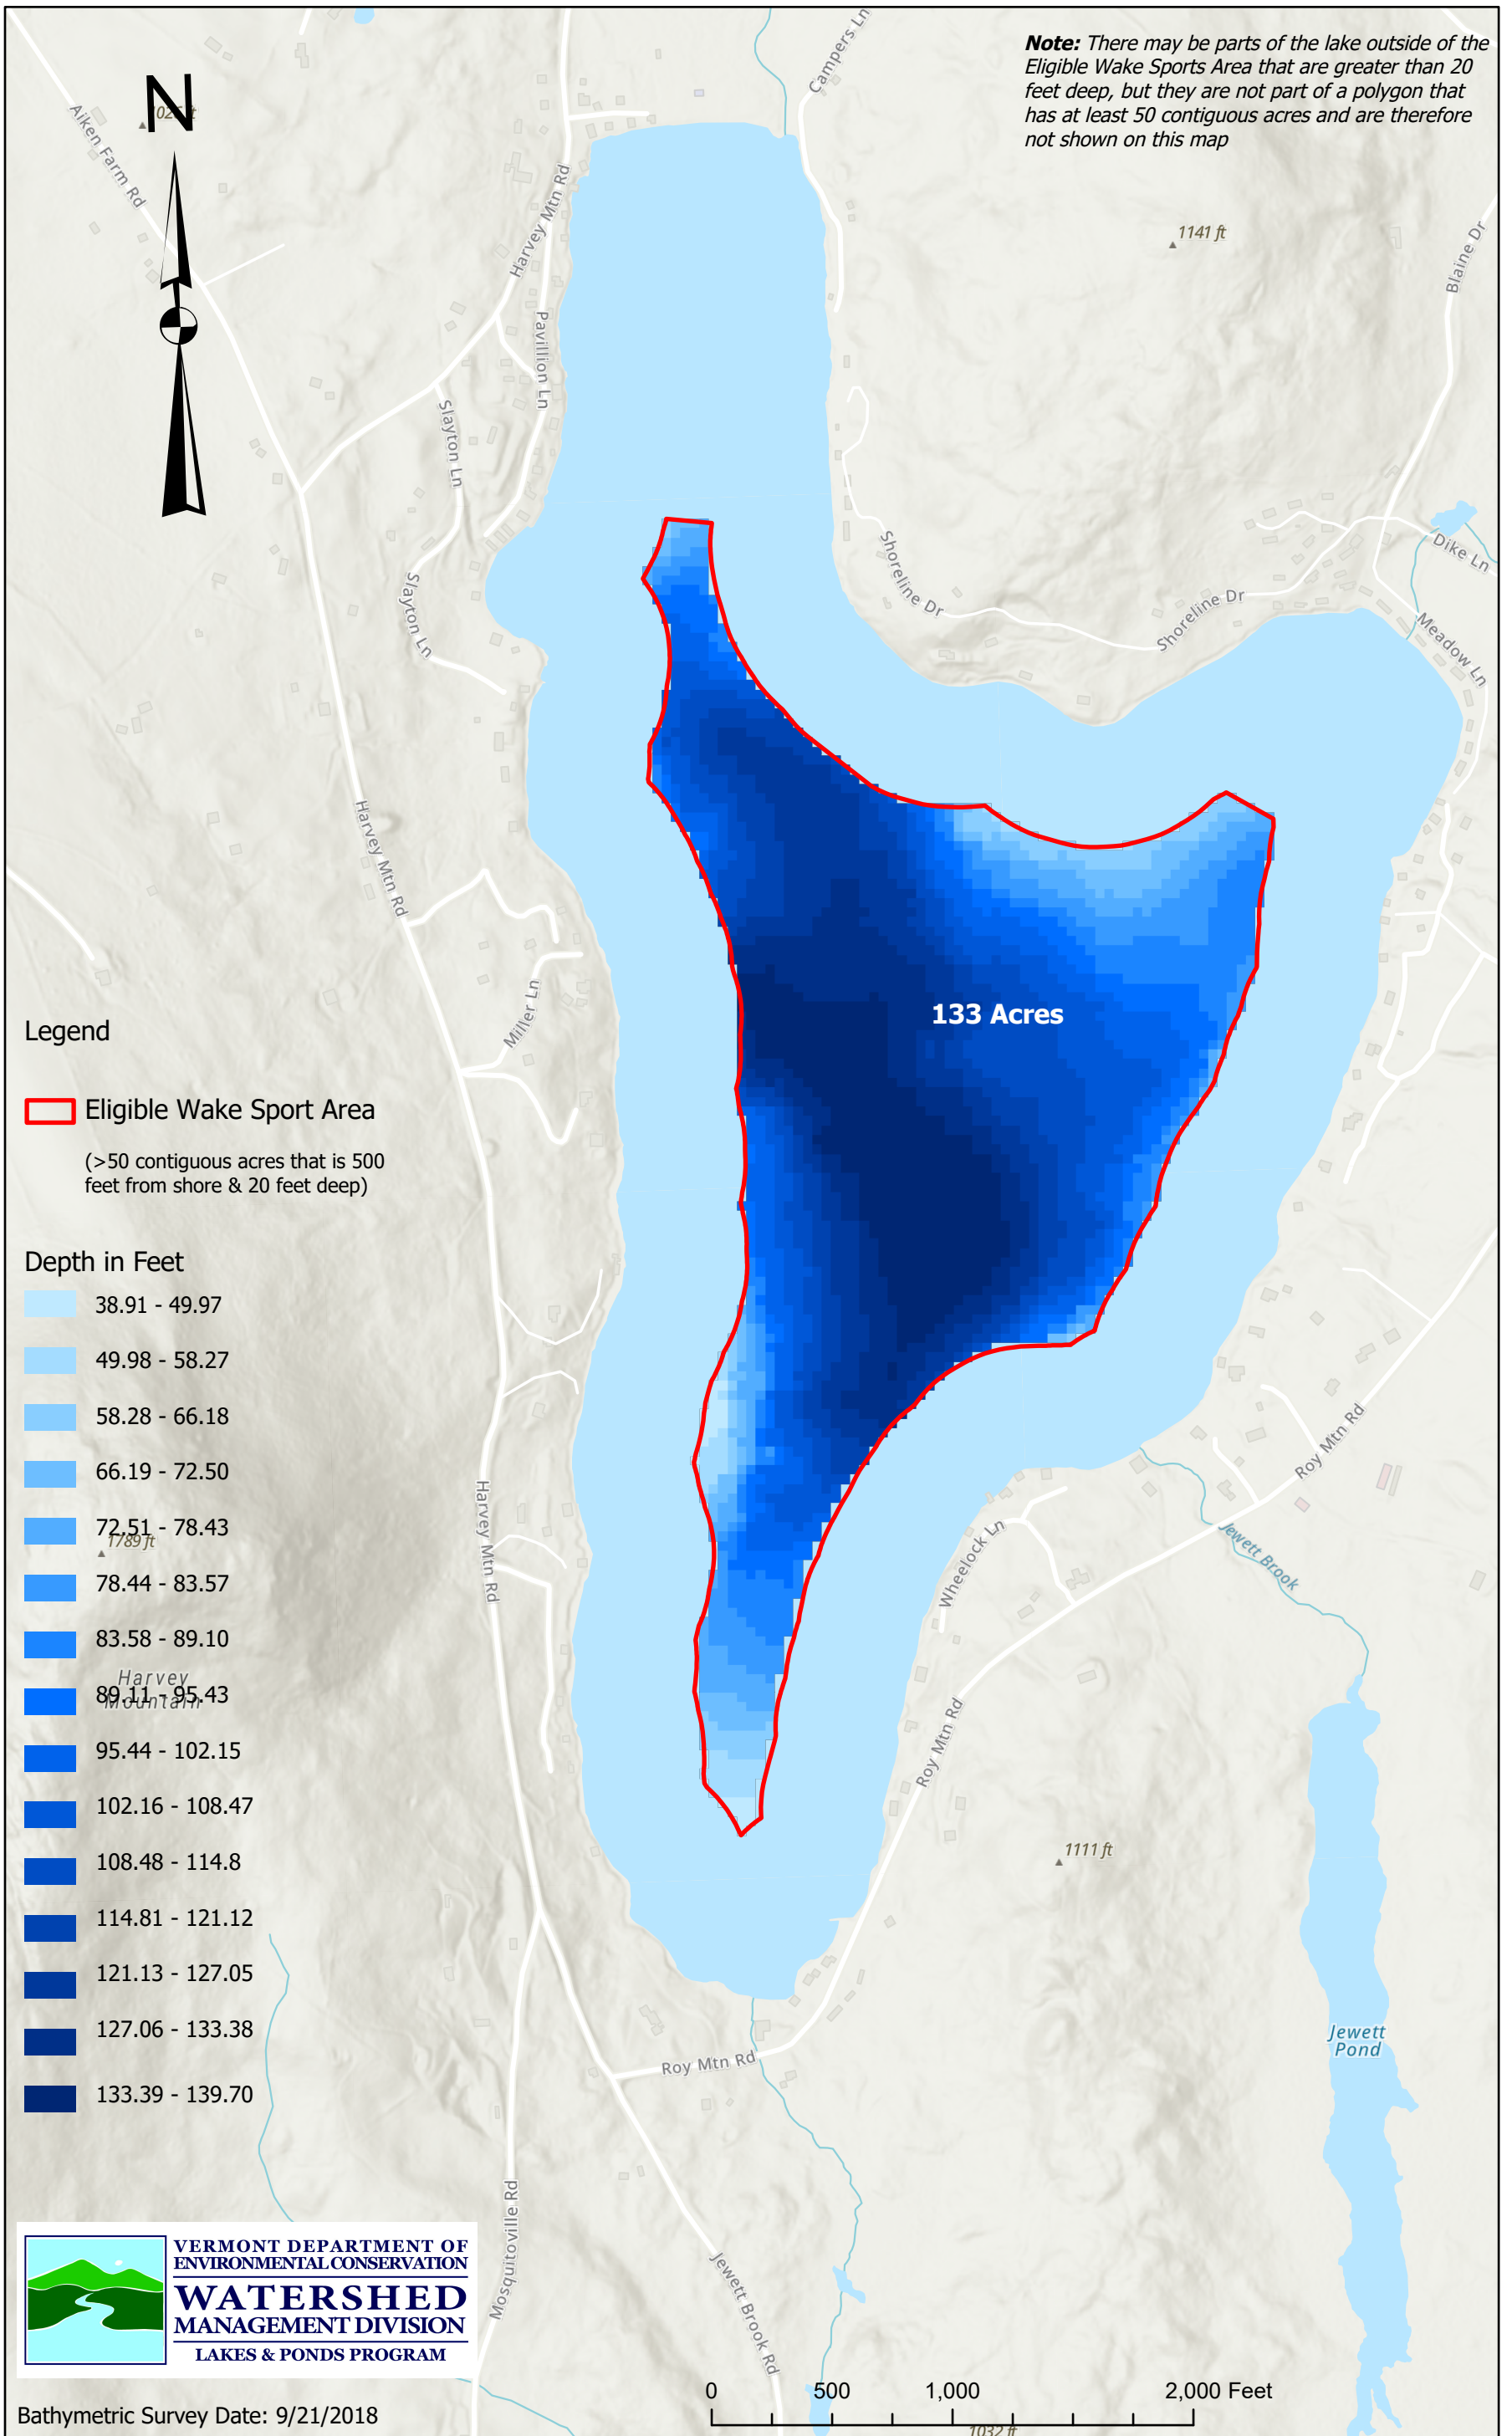 Note: There may be parts of the lake outside of the
Eligible Wake Sports Area that are greater than 20
feet deep, but they are not part of a polygon that
has at least 50 contiguous acres and are therefore
not shown on this map
N
Campers Ln
Aiken Farm Rd
Harvey Mtn Rd
1141 ft
Blaine Dr
Pavillion Ln
Slayton Ln
Slayton Ln
Shoreline Dr
Shoreline Dr
Dike Ln
Meadow Ln
Harvey Mtn Rd
Miller Ln
133 Acres
Legend
Eligible Wake Sport Area
(>50 contiguous acres that is 500
feet from shore & 20 feet deep)
Depth in Feet
38.91 - 49.97
49.98 - 58.27
58.28 - 66.18
66.19 - 72.50
72.51 - 78.43
1789 ft
78.44 - 83.57
83.58 - 89.10
Harvey
Mountain
89.11 - 95.43
95.44 - 102.15
102.16 - 108.47
108.48 - 114.8
114.81 - 121.12
121.13 - 127.05
127.06 - 133.38
133.39 - 139.70
Harvey Mtn Rd
Roy Mtn Rd
Wheelock Ln
Jewett Brook
Roy Mtn Rd
1111 ft
Jewett
Pond
Roy Mtn Rd
Mosquitoville Rd
Jewett Brook Rd
VERMONT DEPARTMENT OF
ENVIRONMENTAL CONSERVATION
WATERSHED
MANAGEMENT DIVISION
LAKES & PONDS PROGRAM
Bathymetric Survey Date: 9/21/2018
0 500 1,000 2,000 Feet
1032 ft